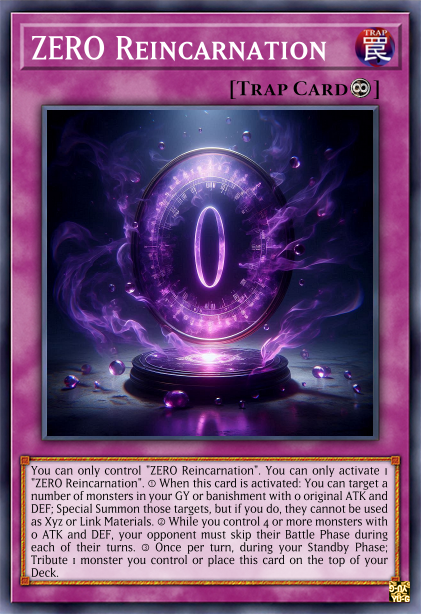 ZERO Reincarnation
TRAP
罠
[Trap Card]
0
You can only control "ZERO Reincarnation". You can only activate 1
"ZERO Reincarnation". ① When this card is activated: You can target a
number of monsters in your GY or banishment with 0 original ATK and
DEF; Special Summon those targets, but if you do, they cannot be used
as Xyz or Link Materials. ② While you control 4 or more monsters with
0 ATK and DEF, your opponent must skip their Battle Phase during
each of their turns. ③ Once per turn, during your Standby Phase;
Tribute 1 monster you control or place this card on the top of your
Deck.